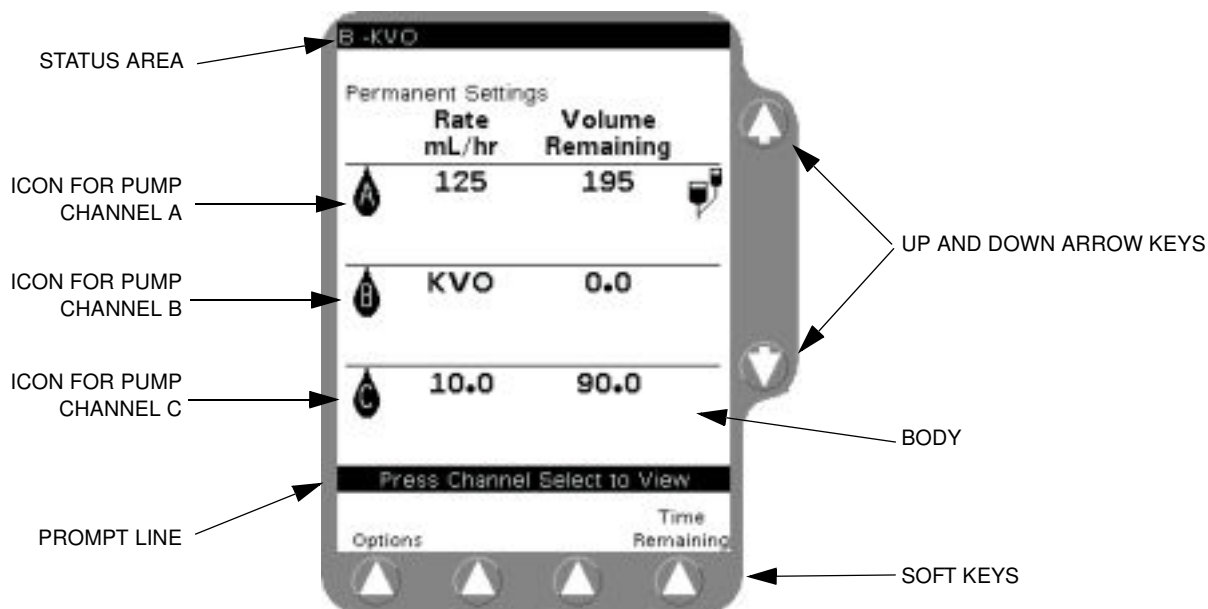 B -KVO
STATUS AREA
Permanent Settings
Rate Volume
mL/hr Remaining
ICON FOR PUMP
CHANNEL A
A 125 195
UP AND DOWN ARROW KEYS
ICON FOR PUMP
CHANNEL B
B KVO 0.0
ICON FOR PUMP
CHANNEL C
C 10.0 90.0
BODY
Press Channel Select to View
PROMPT LINE
Time
Options Remaining
SOFT KEYS